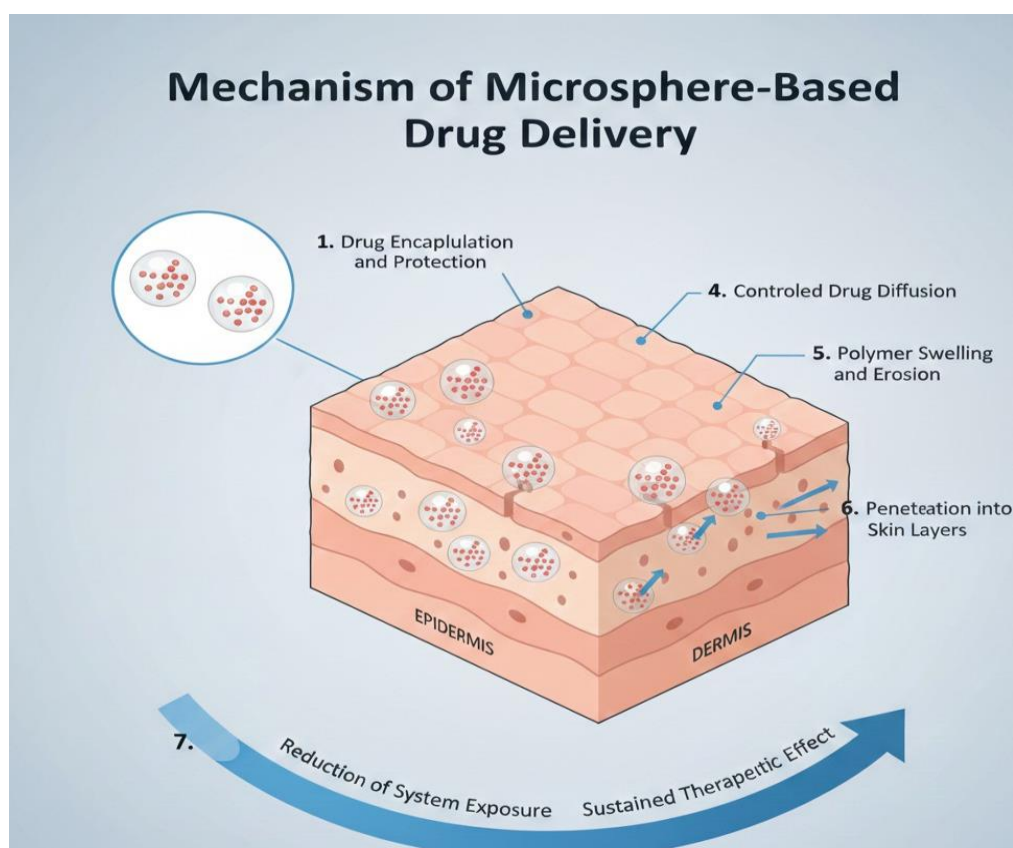 Mechanism of Microsphere-Based
Drug Delivery
1. Drug Encaplulation
and Protection
4. Controled Drug Diffusion
5. Polymer Swelling
and Erosion
6. Peneteation into
Skin Layers
EPIDERMIS
DERMIS
7.
Reduction of System Exposure
Sustained Therapeitic Effect